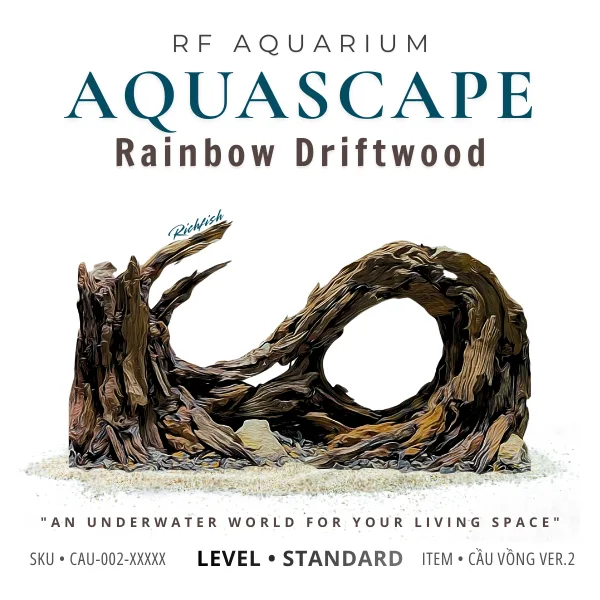 RF AQUARIUM
AQUASCAPE
Rainbow Driftwood
Richfish
"AN UNDERWATER WORLD FOR YOUR LIVING SPACE"
SKU • CAU-002-XXXXX LEVEL • STANDARD ITEM • CẦU VỒNG VER.2